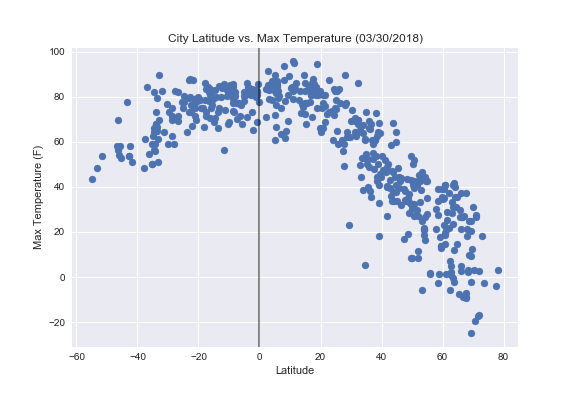 City Latitude vs. Max Temperature (03/30/2018)
100
80
60
40
20
0
−20
Max Temperature (F)
−60 −40 −20 0 20 40 60 80
Latitude